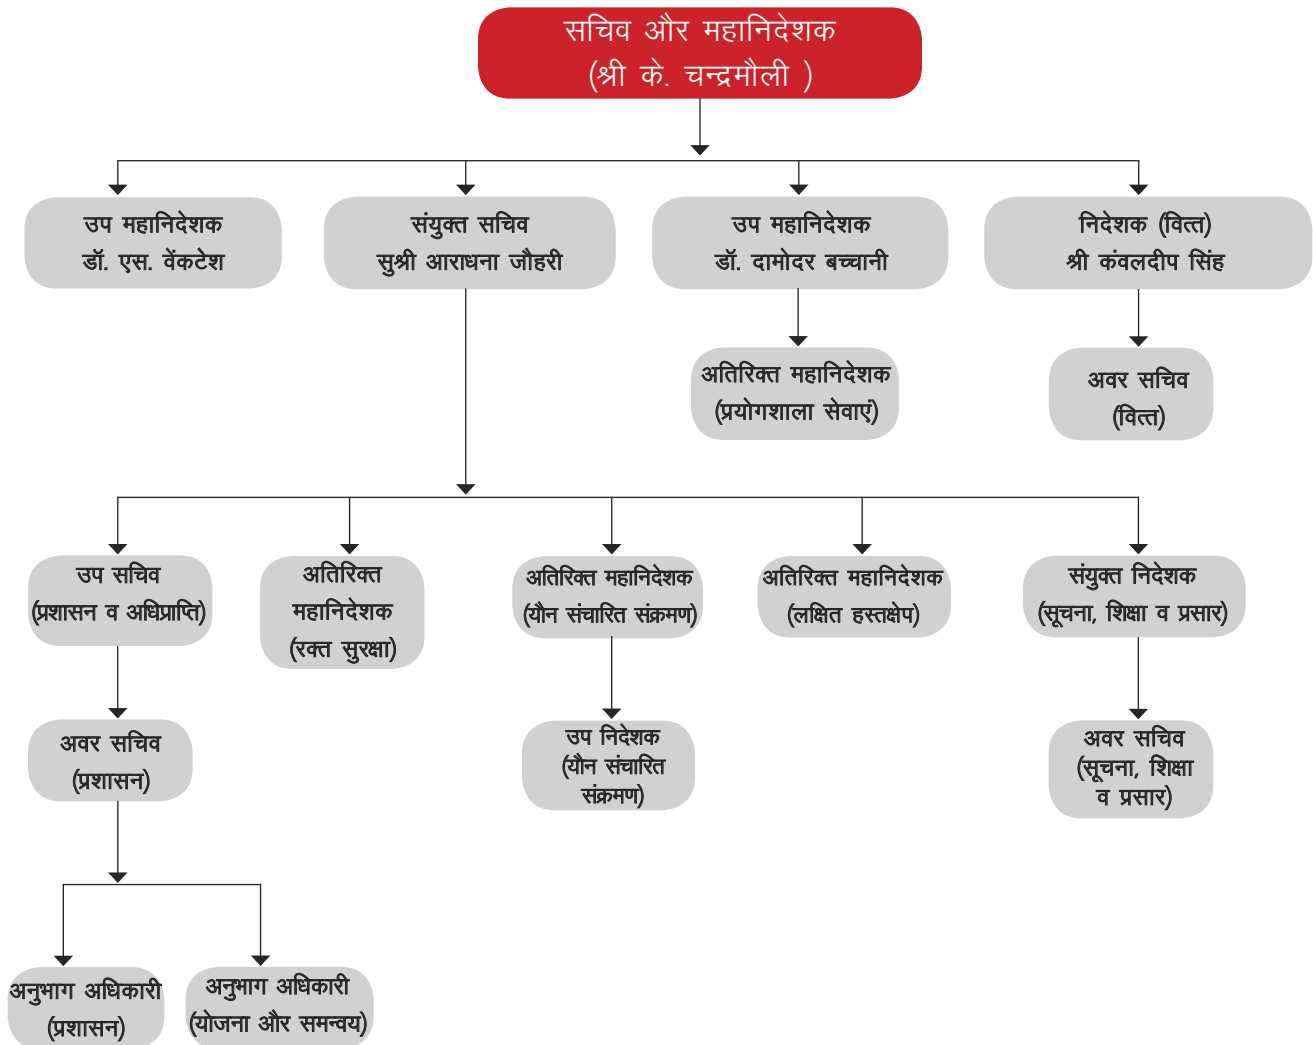 सचिव और महानिदेशक
(श्री के. चन्द्रमौली )
उप महानिदेशक
डॉ. एस. वेंकटेश
संयुक्त सचिव
सुश्री आराधना जौहरी
उप महानिदेशक
डॉ. दामोदर बच्चानी
निदेशक (वित्त)
श्री कंवलदीप सिंह
अतिरिक्त महानिदेशक
(प्रयोगशाला सेवाएं)
अवर सचिव
(वित्त)
उप सचिव
(प्रशासन व अधिप्राप्ति)
अतिरिक्त
महानिदेशक
(रक्त सुरक्षा)
अतिरिक्त महानिदेशक
(यौन संचारित संक्रमण)
अतिरिक्त महानिदेशक
(लक्षित हस्तक्षेप)
संयुक्त निदेशक
(सूचना, शिक्षा व प्रसार)
अवर सचिव
(प्रशासन)
उप निदेशक
(यौन संचारित
संक्रमण)
अवर सचिव
(सूचना, शिक्षा
व प्रसार)
अनुभाग अधिकारी
(प्रशासन)
अनुभाग अधिकारी
(योजना और समन्वय)